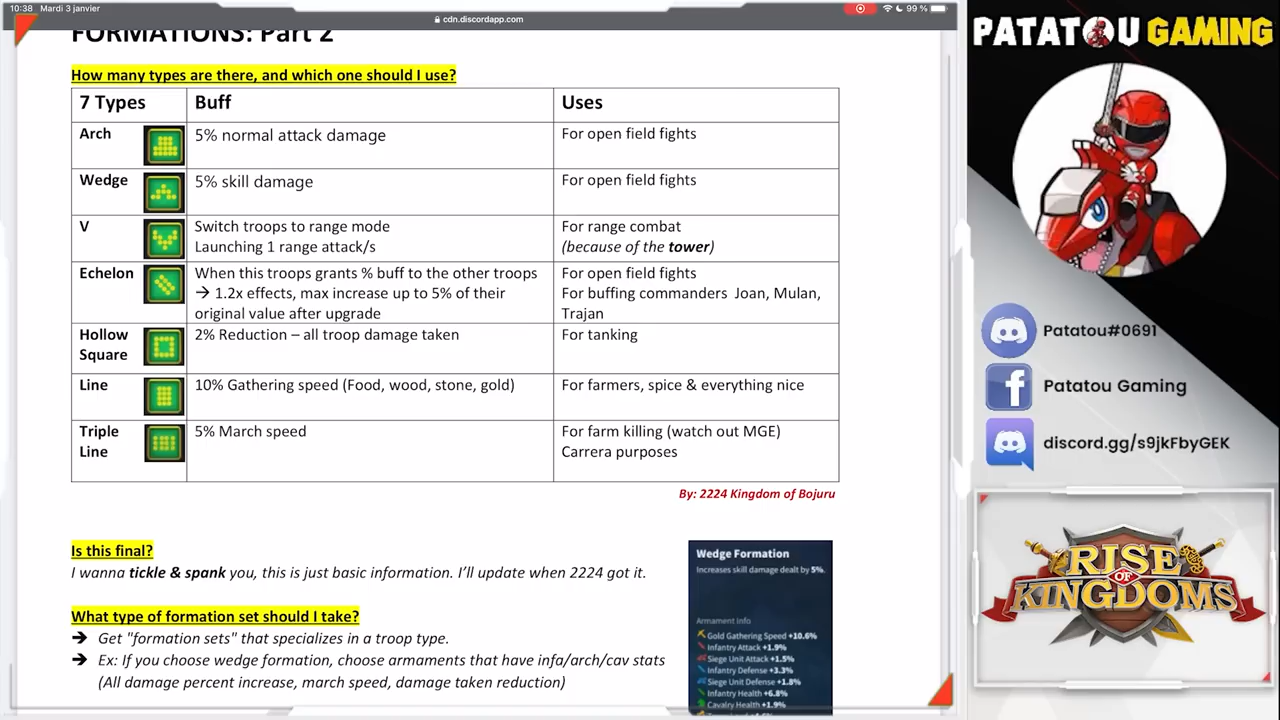 10:38 Mardi 3 janvier
99 %
cdn.discordapp.com
FORMATIONS: Part 2
How many types are there, and which one should I use?
7 Types Buff Uses
Arch 5% normal attack damage For open field fights
Wedge 5% skill damage For open field fights
V Switch troops to range mode For range combat
Launching 1 range attack/s (because of the tower)
Echelon When this troops grants % buff to the other troops For open field fights
→ 1.2x effects, max increase up to 5% of their For buffing commanders Joan, Mulan,
original value after upgrade Trajan
Hollow 2% Reduction – all troop damage taken For tanking
Square
Line 10% Gathering speed (Food, wood, stone, gold) For farmers, spice & everything nice
Triple 5% March speed For farm killing (watch out MGE)
Line Carrera purposes
By: 2224 Kingdom of Bojuru
Is this final?
I wanna tickle & spank you, this is just basic information. I’ll update when 2224 got it.
What type of formation set should I take?
→ Get "formation sets" that specializes in a troop type.
→ Ex: If you choose wedge formation, choose armaments that have infa/arch/cav stats
(All damage percent increase, march speed, damage taken reduction)
Wedge Formation
Increases skill damage dealt by 5%.
Armament Info
Gold Gathering Speed +10.6%
Infantry Attack +1.9%
Siege Unit Attack +1.5%
Infantry Defense +3.3%
Siege Unit Defense +1.8%
Infantry Health +6.8%
Cavalry Health +1.9%
PATATOU GAMING
Patatou#0691
Patatou Gaming
discord.gg/s9jkFbyGEK
RISE
OF
KINGDOMS